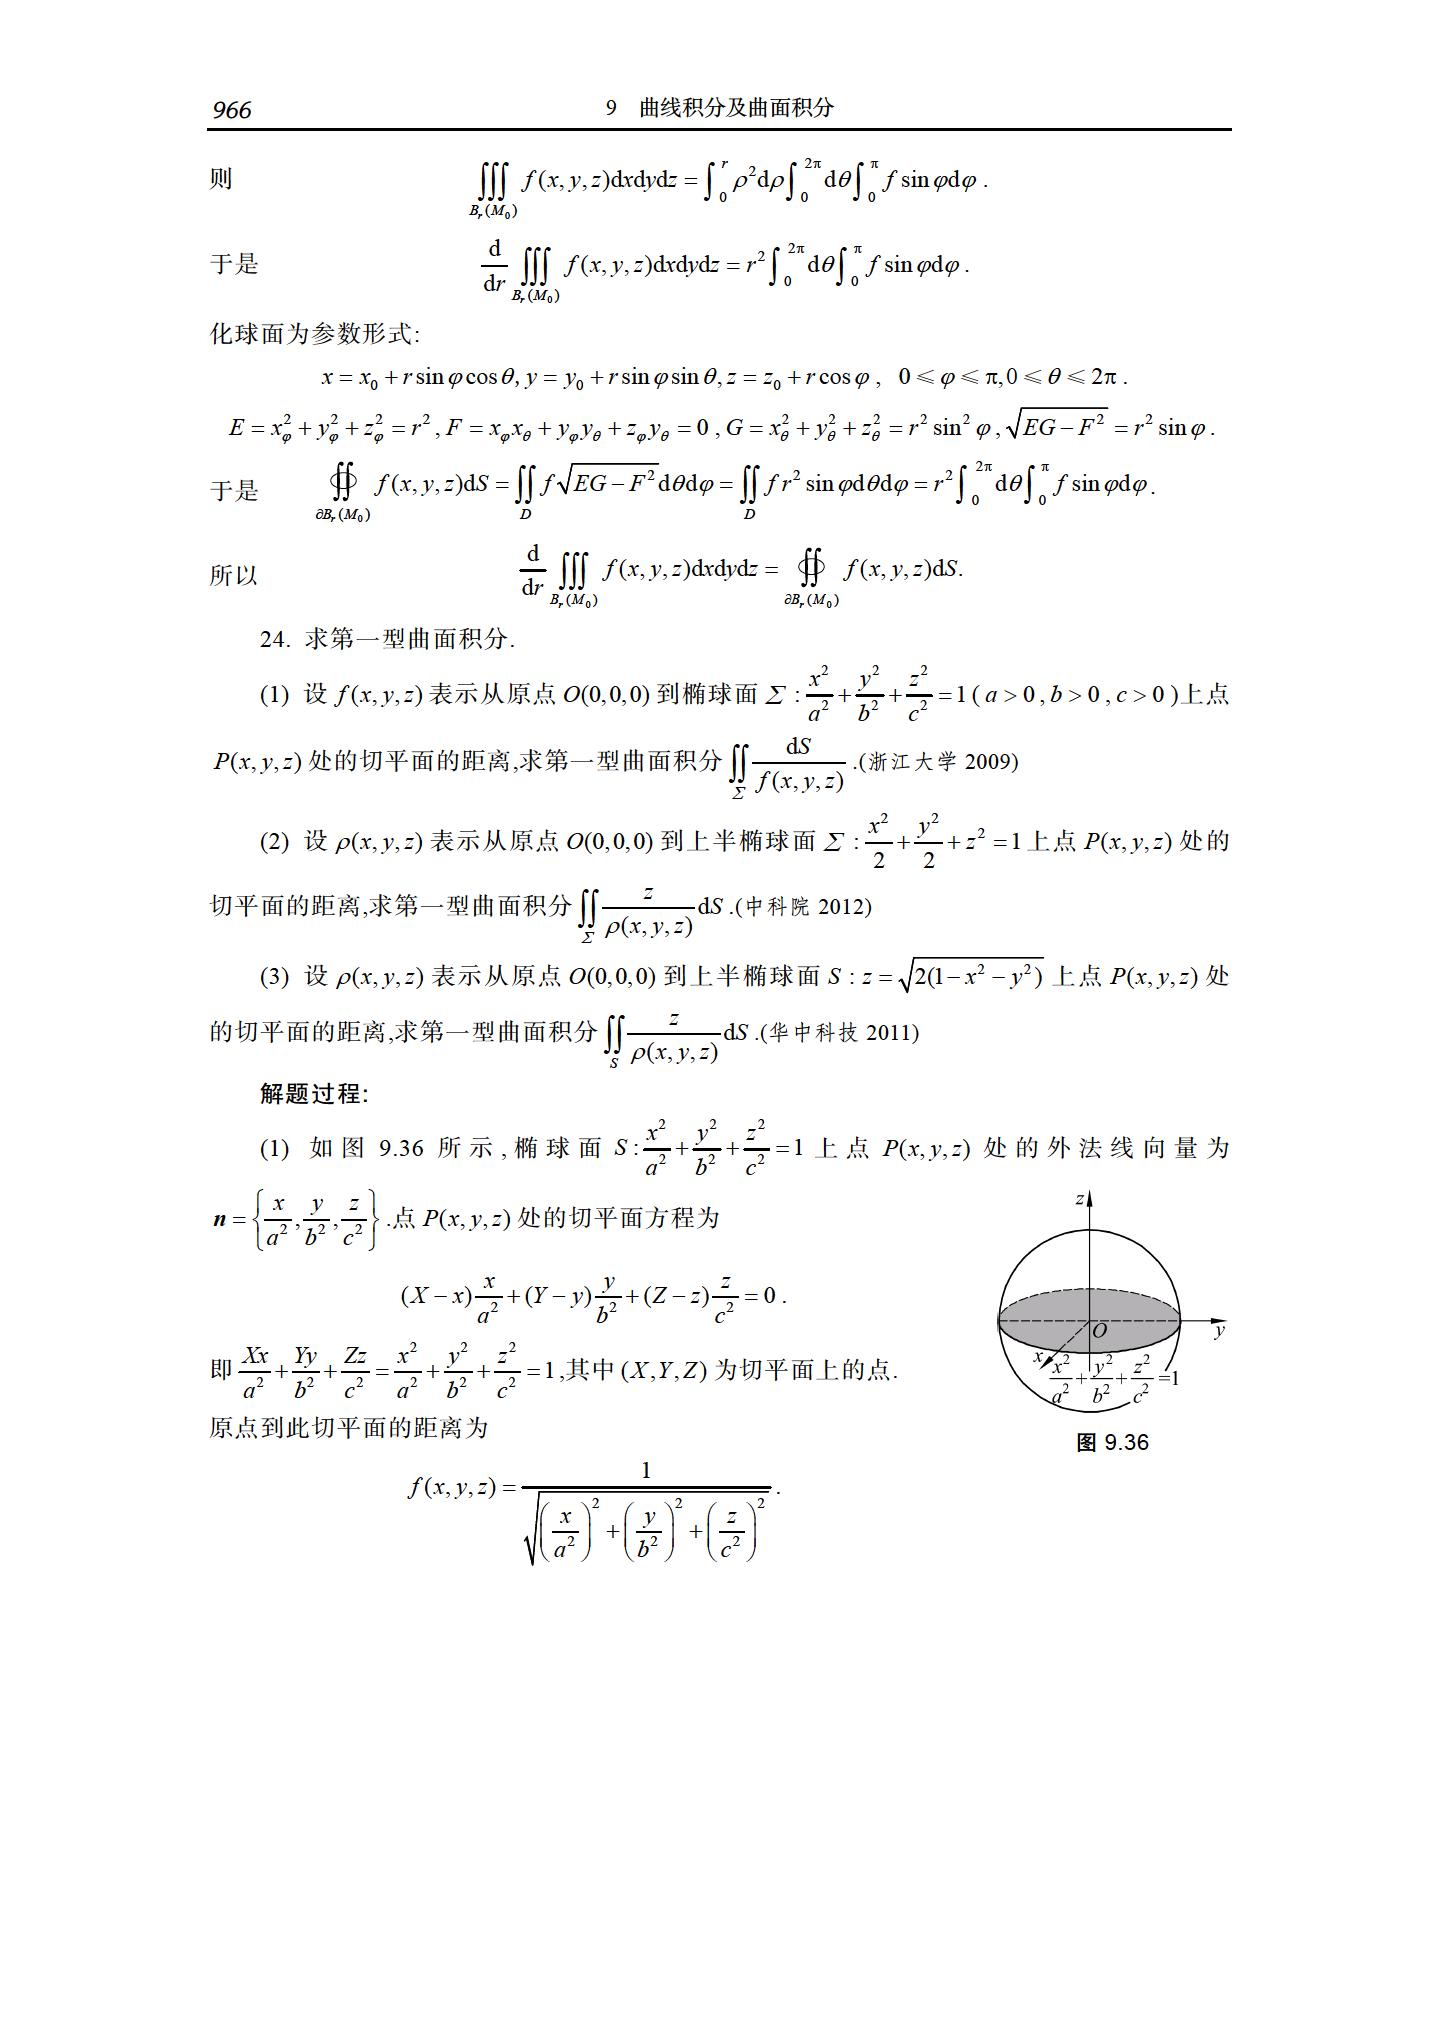 966 9 曲线积分及曲面积分
则 $\iiint\limits_{B_r(M_0)} f(x,y,z)\mathrm{d}x\mathrm{d}y\mathrm{d}z=\int_0^r \rho^2\mathrm{d}\rho\int_0^{2\pi}\mathrm{d}\theta\int_0^{\pi} f\sin\varphi\mathrm{d}\varphi$ .
于是 $\frac{\mathrm{d}}{\mathrm{d}r}\iiint\limits_{B_r(M_0)} f(x,y,z)\mathrm{d}x\mathrm{d}y\mathrm{d}z=r^2\int_0^{2\pi}\mathrm{d}\theta\int_0^{\pi} f\sin\varphi\mathrm{d}\varphi$ .
化球面为参数形式:
$x=x_0+r\sin\varphi\cos\theta, y=y_0+r\sin\varphi\sin\theta, z=z_0+r\cos\varphi$ , $0\leqslant\varphi\leqslant\pi, 0\leqslant\theta\leqslant 2\pi$ .
$E=x_\varphi^2+y_\varphi^2+z_\varphi^2=r^2$ , $F=x_\varphi x_\theta+y_\varphi y_\theta+z_\varphi y_\theta=0$ , $G=x_\theta^2+y_\theta^2+z_\theta^2=r^2\sin^2\varphi$ , $\sqrt{EG-F^2}=r^2\sin\varphi$ .
于是 $\oiint\limits_{\partial B_r(M_0)} f(x,y,z)\mathrm{d}S=\iint\limits_D f\sqrt{EG-F^2}\mathrm{d}\theta\mathrm{d}\varphi=\iint\limits_D fr^2\sin\varphi\mathrm{d}\theta\mathrm{d}\varphi=r^2\int_0^{2\pi}\mathrm{d}\theta\int_0^{\pi} f\sin\varphi\mathrm{d}\varphi$ .
所以 $\frac{\mathrm{d}}{\mathrm{d}r}\iiint\limits_{B_r(M_0)} f(x,y,z)\mathrm{d}x\mathrm{d}y\mathrm{d}z=\oiint\limits_{\partial B_r(M_0)} f(x,y,z)\mathrm{d}S.$
24. 求第一型曲面积分.
(1) 设 $f(x,y,z)$ 表示从原点 $O(0,0,0)$ 到椭球面 $\Sigma:\frac{x^2}{a^2}+\frac{y^2}{b^2}+\frac{z^2}{c^2}=1$ ( $a>0$ , $b>0$ , $c>0$ )上点
$P(x,y,z)$ 处的切平面的距离,求第一型曲面积分 $\iint\limits_{\Sigma}\frac{\mathrm{d}S}{f(x,y,z)}$ .(浙江大学 2009)
(2) 设 $\rho(x,y,z)$ 表示从原点 $O(0,0,0)$ 到上半椭球面 $\Sigma:\frac{x^2}{2}+\frac{y^2}{2}+z^2=1$ 上点 $P(x,y,z)$ 处的
切平面的距离,求第一型曲面积分 $\iint\limits_{\Sigma}\frac{z}{\rho(x,y,z)}\mathrm{d}S$ .(中科院 2012)
(3) 设 $\rho(x,y,z)$ 表示从原点 $O(0,0,0)$ 到上半椭球面 $S:z=\sqrt{2(1-x^2-y^2)}$ 上点 $P(x,y,z)$ 处
的切平面的距离,求第一型曲面积分 $\iint\limits_{S}\frac{z}{\rho(x,y,z)}\mathrm{d}S$ .(华中科技 2011)
解题过程:
(1) 如图 9.36 所示,椭球面 $S:\frac{x^2}{a^2}+\frac{y^2}{b^2}+\frac{z^2}{c^2}=1$ 上点 $P(x,y,z)$ 处的外法线向量为
$\boldsymbol{n}=\left\{\frac{x}{a^2},\frac{y}{b^2},\frac{z}{c^2}\right\}$ .点 $P(x,y,z)$ 处的切平面方程为
$(X-x)\frac{x}{a^2}+(Y-y)\frac{y}{b^2}+(Z-z)\frac{z}{c^2}=0$ .
即 $\frac{Xx}{a^2}+\frac{Yy}{b^2}+\frac{Zz}{c^2}=\frac{x^2}{a^2}+\frac{y^2}{b^2}+\frac{z^2}{c^2}=1$ ,其中 $(X,Y,Z)$ 为切平面上的点.
原点到此切平面的距离为
$f(x,y,z)=\frac{1}{\sqrt{\left(\frac{x}{a^2}\right)^2+\left(\frac{y}{b^2}\right)^2+\left(\frac{z}{c^2}\right)^2}}$ .
z
O
y
x
$\frac{x^2}{a^2}+\frac{y^2}{b^2}+\frac{z^2}{c^2}=1$
图 9.36